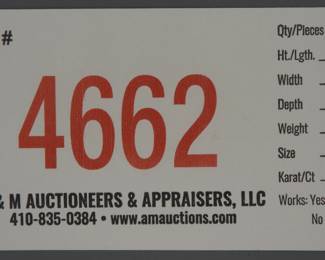 #
4662
& M AUCTIONEERS & APPRAISERS, LLC
410-835-0384 • www.amauctions.com
Qty/Pieces
Ht./Lgth.
Width
Depth
Weight
Size
Karat/Ct
Works: Yes
No